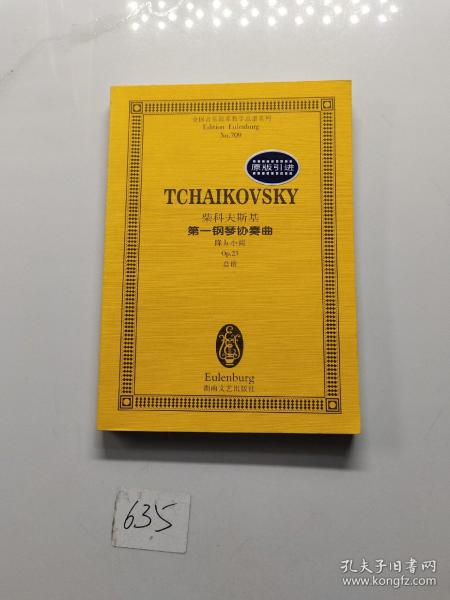 全国音乐院系教学总谱系列
Edition Eulenburg
No.709
原版引进
TCHAIKOVSKY
柴科夫斯基
第一钢琴协奏曲
降b小调
Op.23
总谱
Eulenburg
湖南文艺出版社
635
孔夫子旧书网
www.kongfz.com